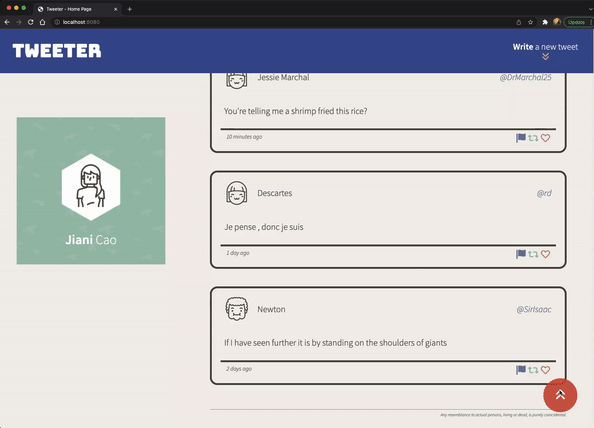 Tweeter - Home Page
localhost:8080
Update
TWEETER
Write a new tweet
Jessie Marchal
@DrMarchal25
You're telling me a shrimp fried this rice?
10 minutes ago
Jiani Cao
Descartes
@rd
Je pense , donc je suis
1 day ago
Newton
@SirIsaac
If I have seen further it is by standing on the shoulders of giants
2 days ago
Any resemblance to actual persons, living or dead, is purely coincidental.